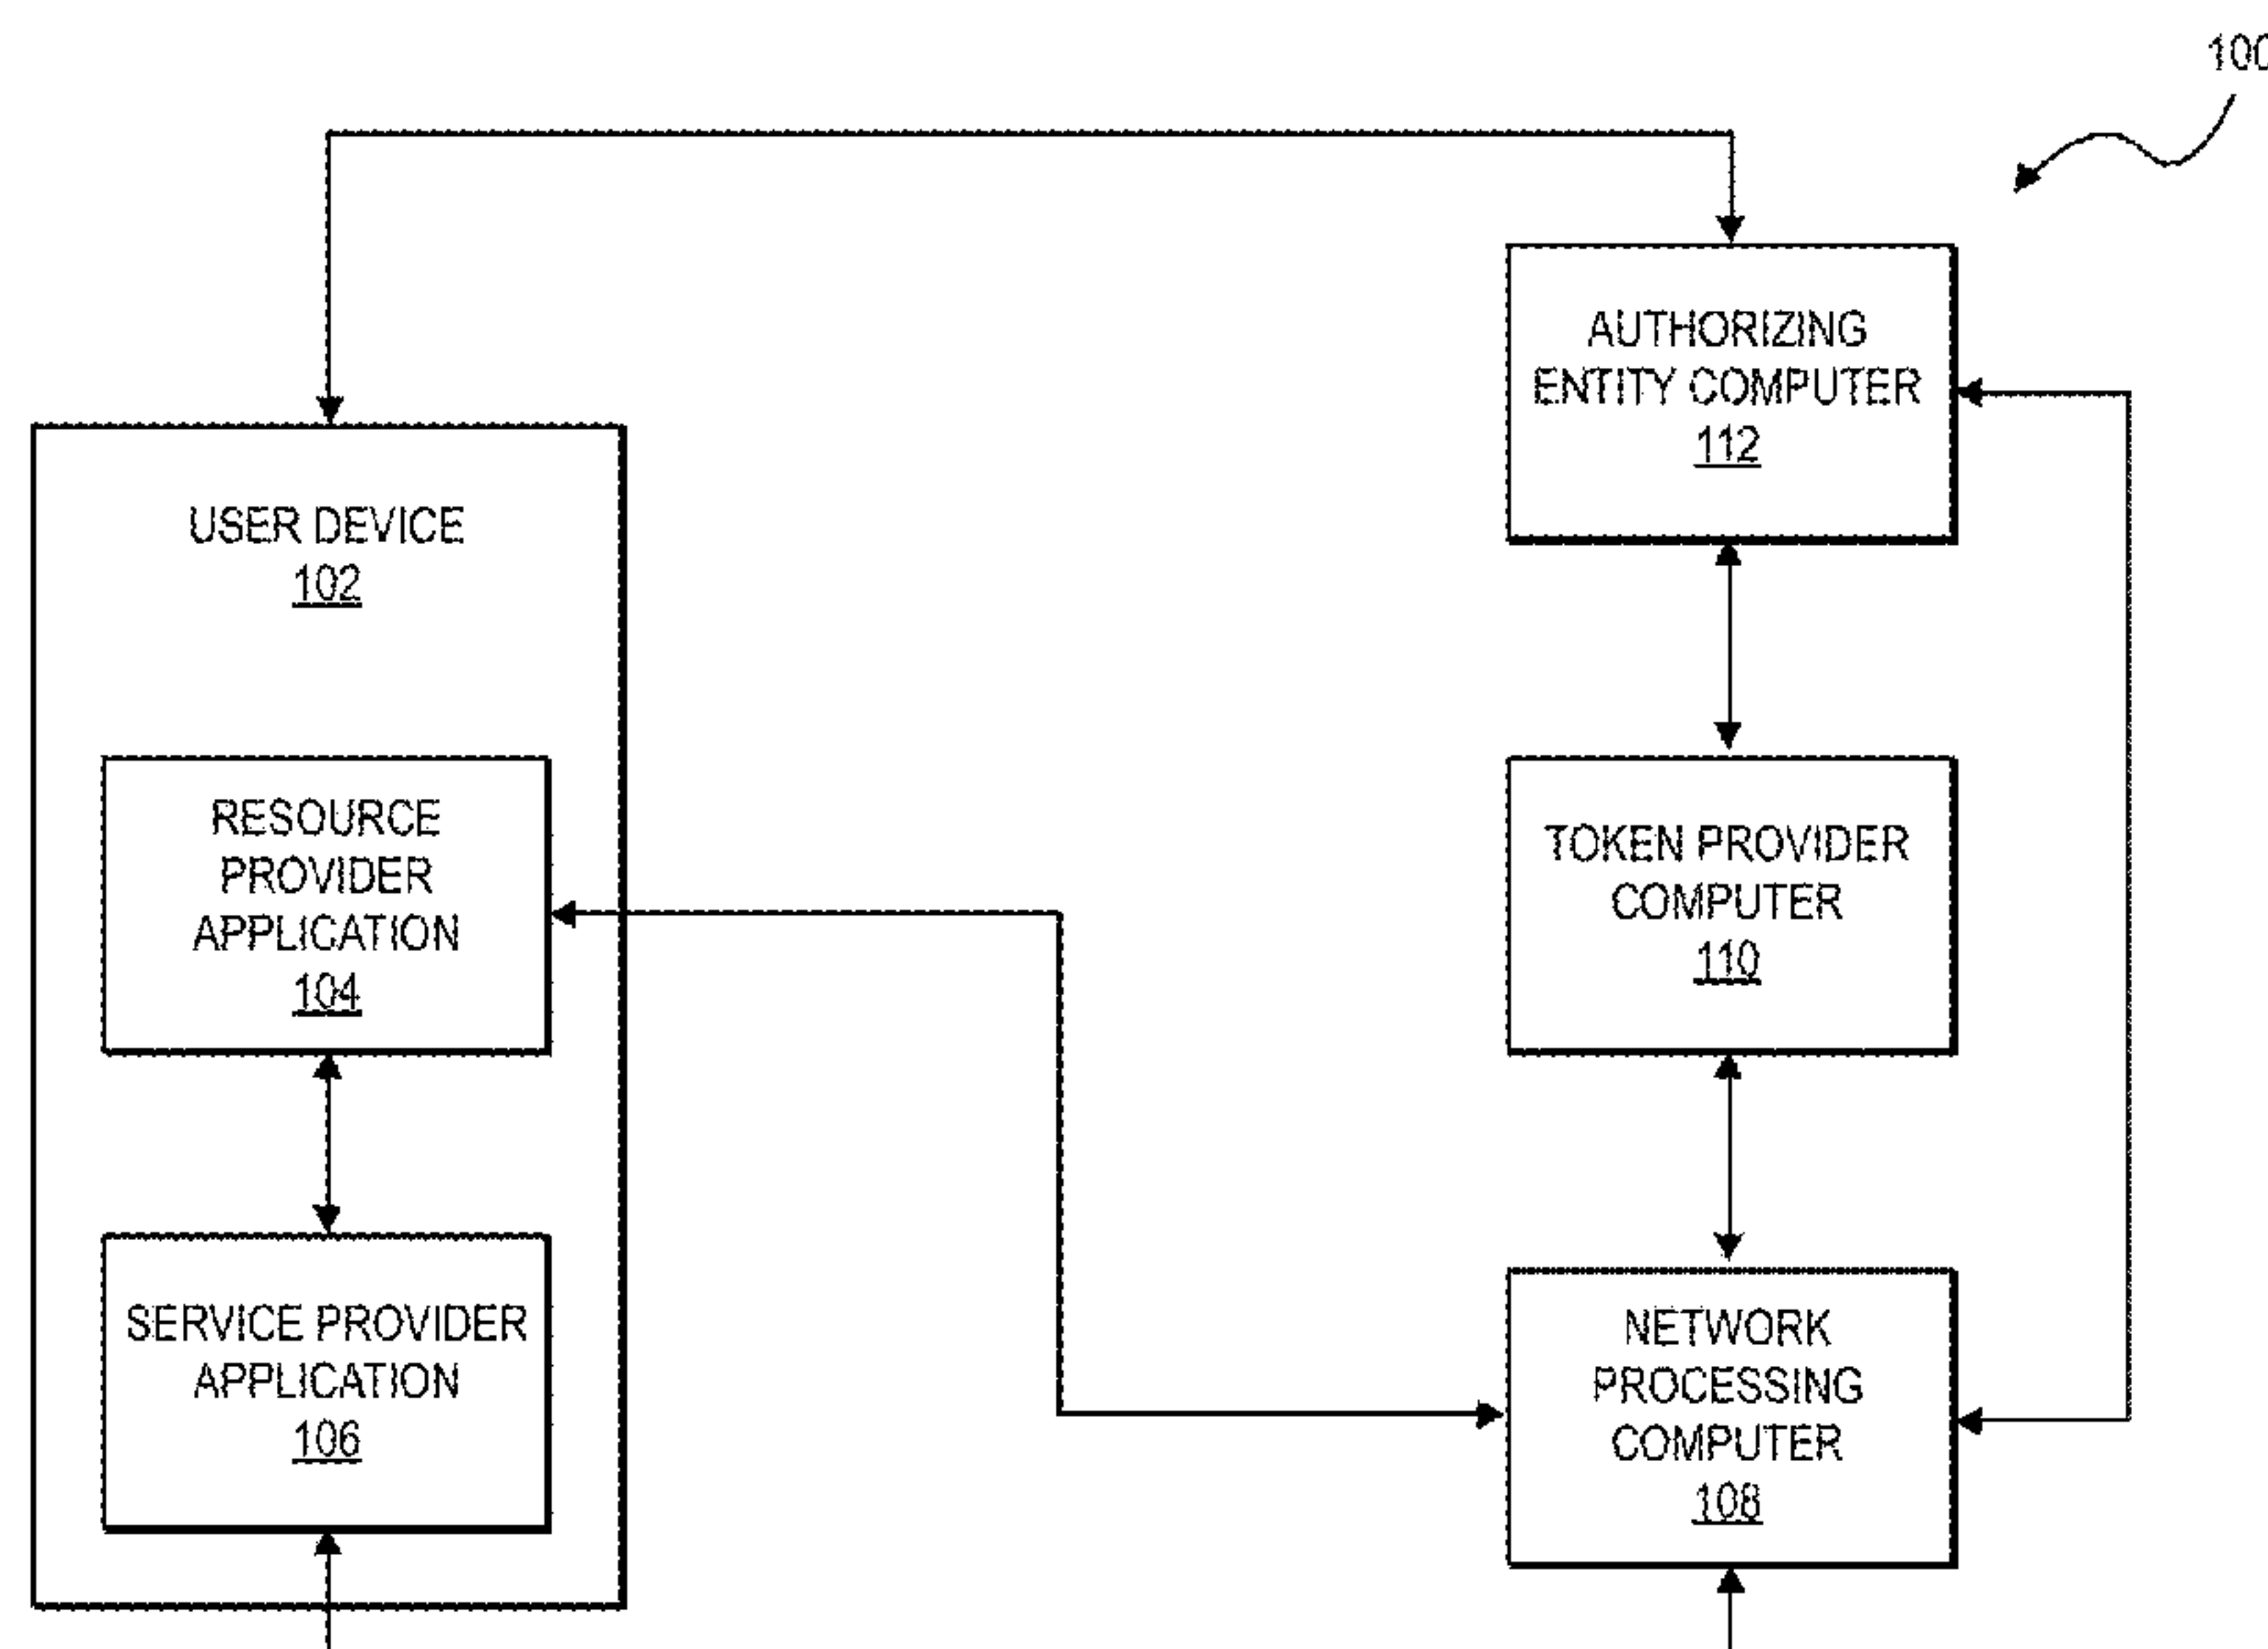 100
AUTHORIZING
ENTITY COMPUTER
112
USER DEVICE
102
RESOURCE
PROVIDER
APPLICATION
104
TOKEN PROVIDER
COMPUTER
110
SERVICE PROVIDER
APPLICATION
106
NETWORK
PROCESSING
COMPUTER
108